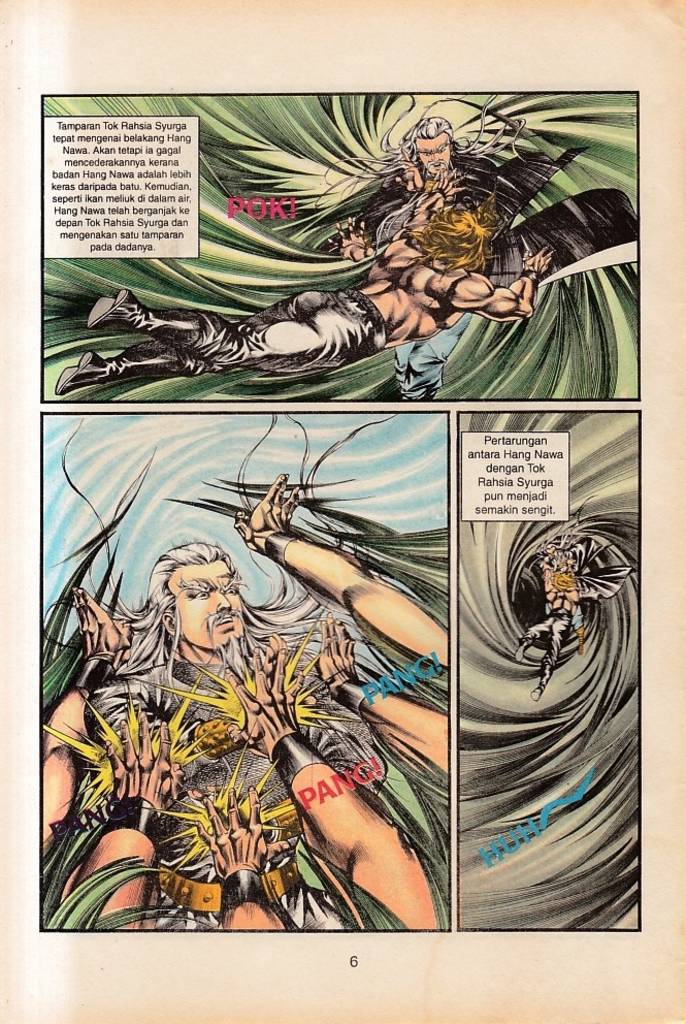 Tamparan Tok Rahsia Syurga
tepat mengenai belakang Hang
Nawa. Akan tetapi ia gagal
mencederakannya kerana
badan Hang Nawa adalah lebih
keras daripada batu. Kemudian,
seperti ikan meliuk di dalam air,
Hang Nawa telah berganjak ke
depan Tok Rahsia Syurga dan
mengenakan satu tamparan
pada dadanya.
POK!
PANG!
PANG!
PANG!
Pertarungan
antara Hang Nawa
dengan Tok
Rahsia Syurga
pun menjadi
semakin sengit.
HUH
6